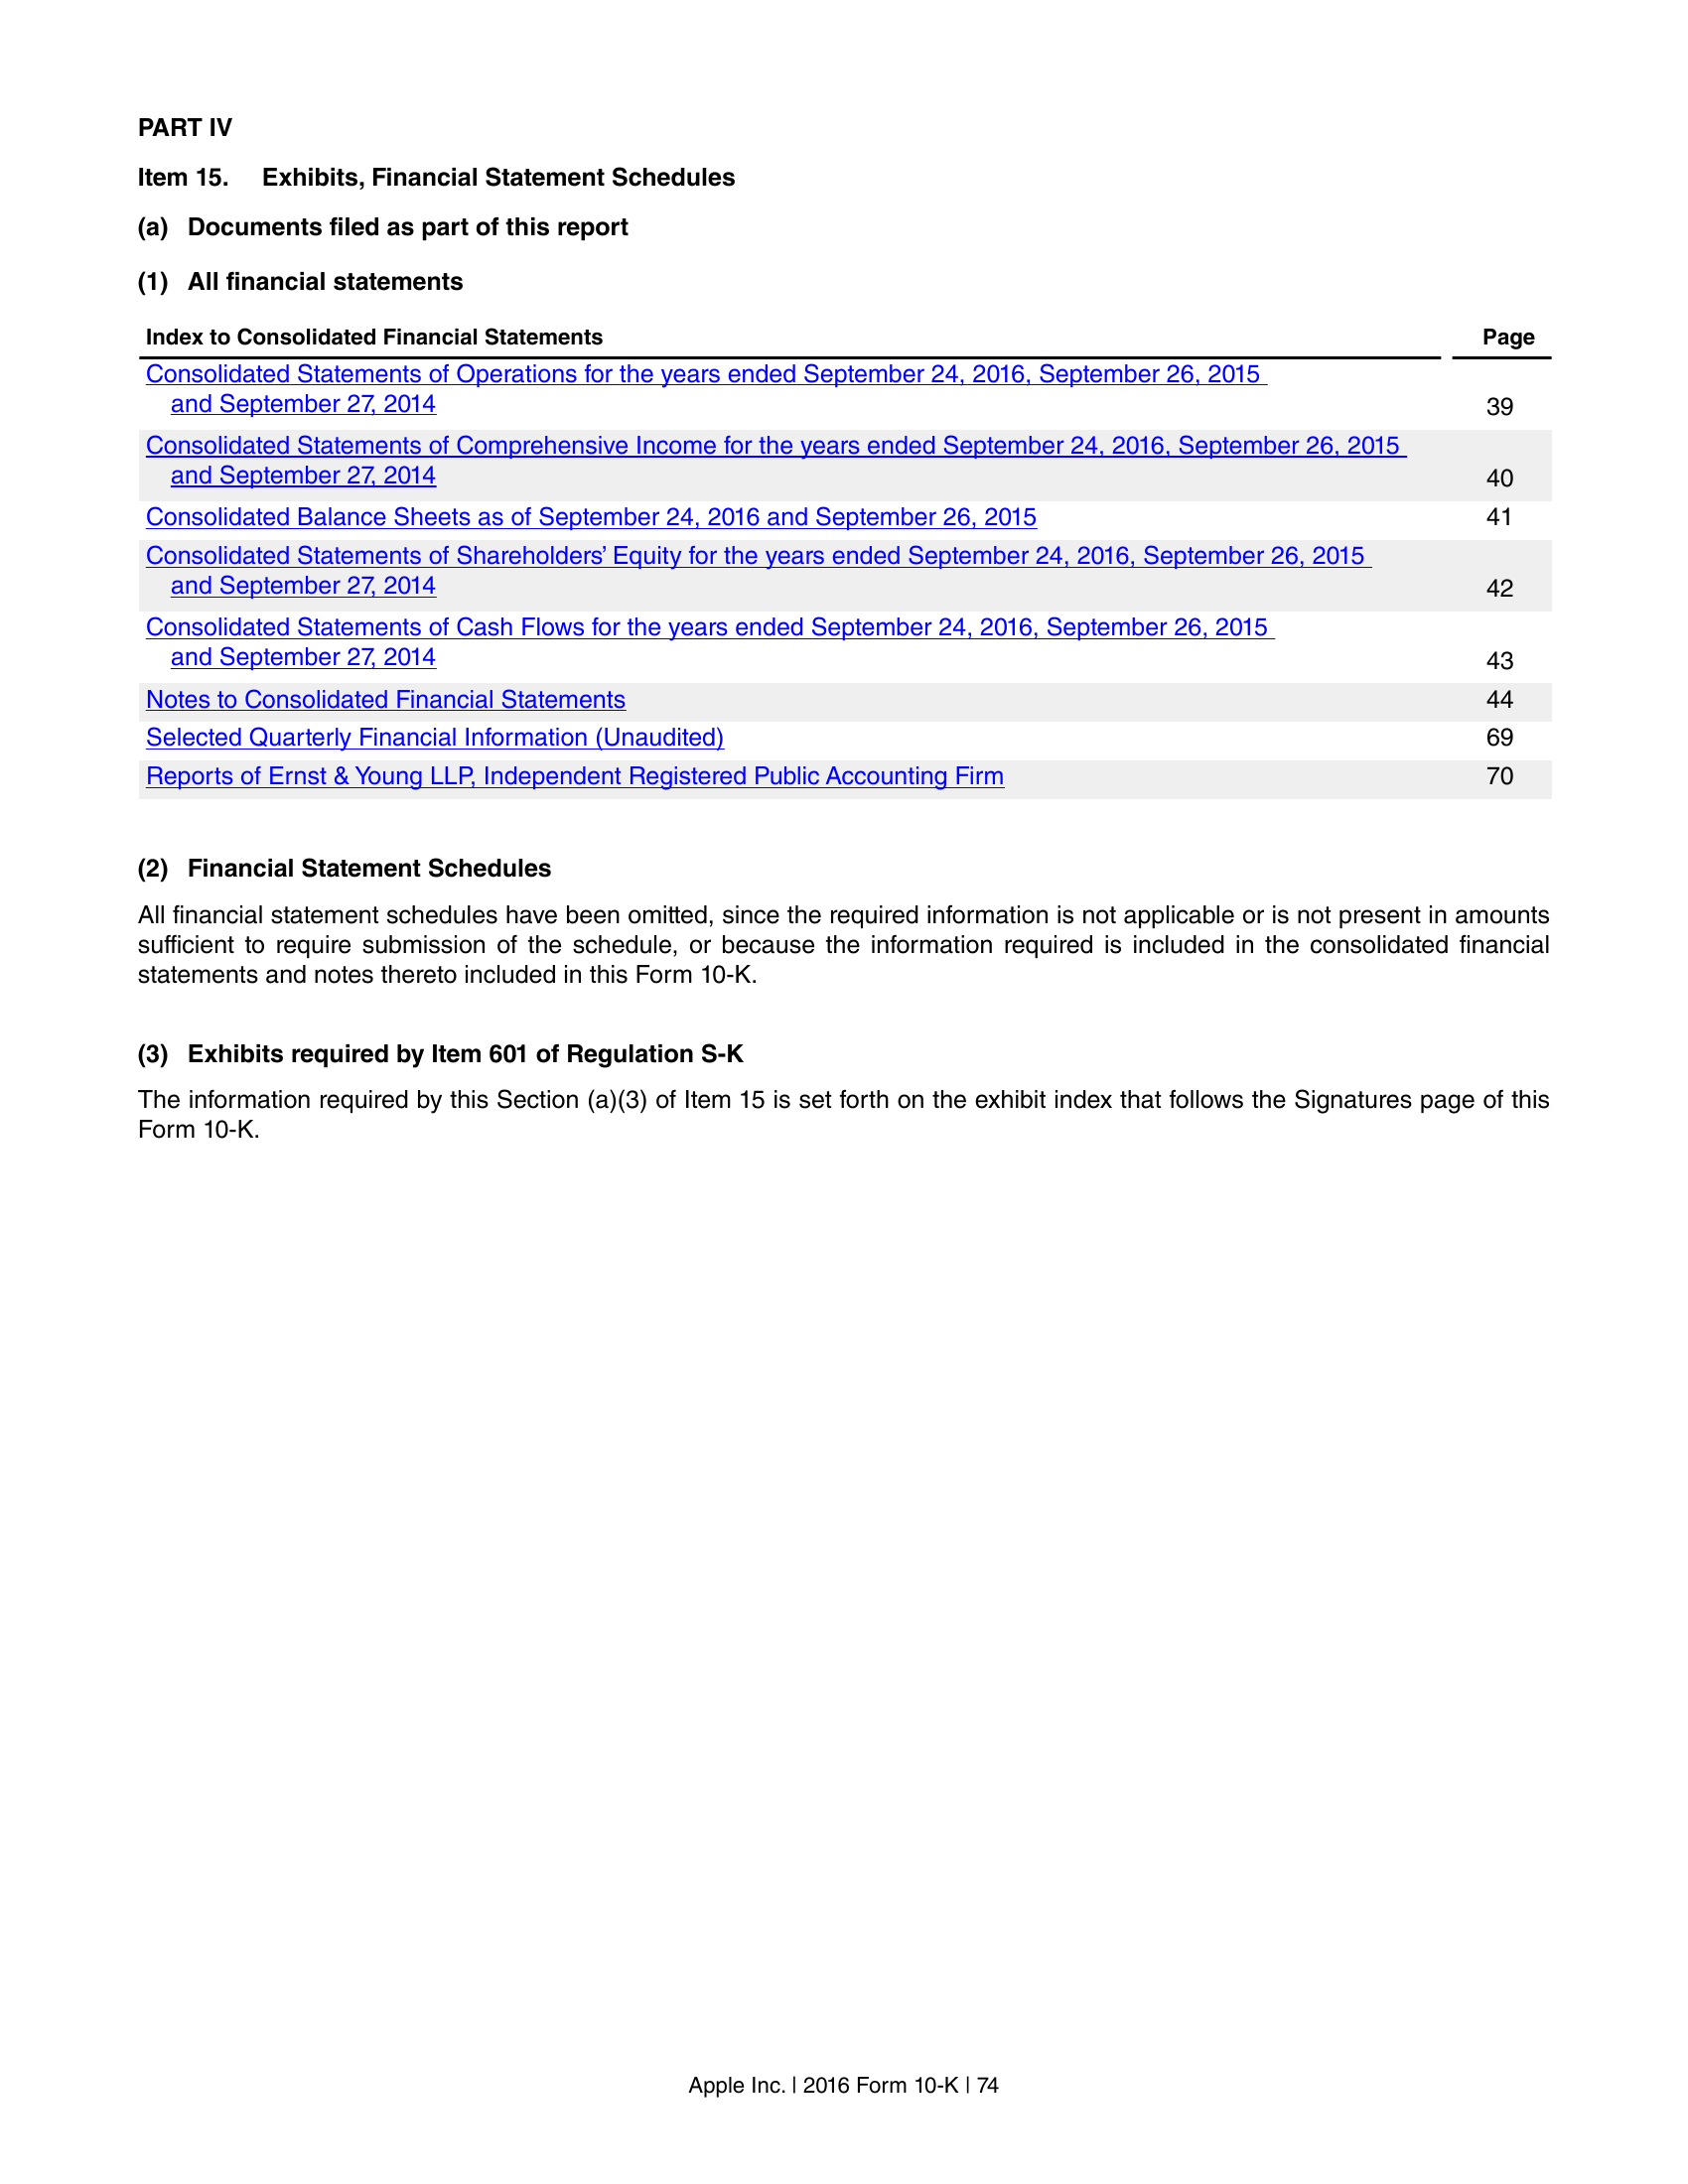 PART IV
Item 15. Exhibits, Financial Statement Schedules
(a) Documents filed as part of this report
(1) All financial statements
Index to Consolidated Financial Statements Page
Consolidated Statements of Operations for the years ended September 24, 2016, September 26, 2015
and September 27, 2014 39
Consolidated Statements of Comprehensive Income for the years ended September 24, 2016, September 26, 2015
and September 27, 2014 40
Consolidated Balance Sheets as of September 24, 2016 and September 26, 2015 41
Consolidated Statements of Shareholders’ Equity for the years ended September 24, 2016, September 26, 2015
and September 27, 2014 42
Consolidated Statements of Cash Flows for the years ended September 24, 2016, September 26, 2015
and September 27, 2014 43
Notes to Consolidated Financial Statements 44
Selected Quarterly Financial Information (Unaudited) 69
Reports of Ernst & Young LLP, Independent Registered Public Accounting Firm 70
(2) Financial Statement Schedules
All financial statement schedules have been omitted, since the required information is not applicable or is not present in amounts
sufficient to require submission of the schedule, or because the information required is included in the consolidated financial
statements and notes thereto included in this Form 10-K.
(3) Exhibits required by Item 601 of Regulation S-K
The information required by this Section (a)(3) of Item 15 is set forth on the exhibit index that follows the Signatures page of this
Form 10-K.
Apple Inc. | 2016 Form 10-K | 74